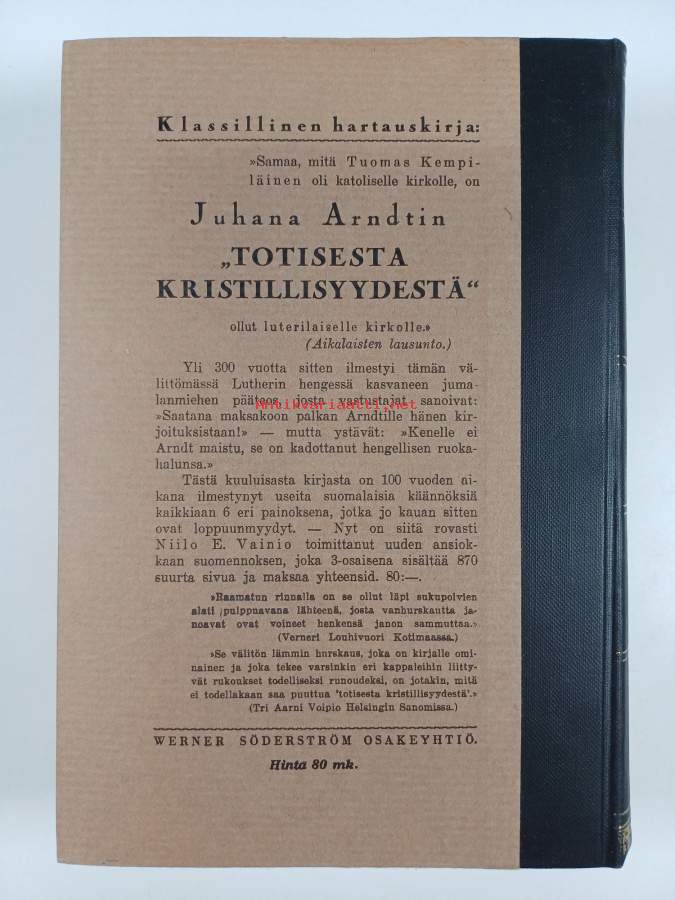 Klassillinen hartauskirja:
»Samaa, mitä Tuomas Kempi-
läinen oli katoliselle kirkolle, on
Juhana Arndtin
„TOTISESTA
KRISTILLISYYDESTÄ“
ollut luterilaiselle kirkolle.»
(Aikalaisten lausunto.)
Yli 300 vuotta sitten ilmestyi tämän vä-
littömässä Lutherin hengessä kasvaneen juma-
lanmiehen pääteos, josta vastustajat sanoivat:
Antikvariaatti.net
»Saatana maksakoon palkan Arndtille hänen kir-
joituksistaan!» — mutta ystävät: »Kenelle ei
Arndt maistu, se on kadottanut hengellisen ruoka-
halunsa.»
Tästä kuuluisasta kirjasta on 100 vuoden ai-
kana ilmestynyt useita suomalaisia käännöksiä
kaikkiaan 6 eri painoksena, jotka jo kauan sitten
ovat loppuunmyydyt. — Nyt on siitä rovasti
Niilo E. Vainio toimittanut uuden ansiok-
kaan suomennoksen, joka 3-osaisena sisältää 870
suurta sivua ja maksaa yhteensid. 80:—.
»Raamatun rinnalla on se ollut läpi sukupolvien
alati pulppuavana lähteenä, josta vanhurskautta ja-
noavat ovat voineet henkensä janon sammuttaa.»
(Verneri Louhivuori Kotimaassa.)
»Se välitön lämmin hurskaus, joka on kirjalle omi-
nainen ja joka tekee varsinkin eri kappaleihin liitty-
vät rukoukset todelliseksi runoudeksi, on jotakin, mitä
ei todellakaan saa puuttua 'totisesta kristillisyydestä'.»
(Tri Aarni Voipio Helsingin Sanomissa.)
WERNER SÖDERSTRÖM OSAKEYHTIÖ.
Hinta 80 mk.